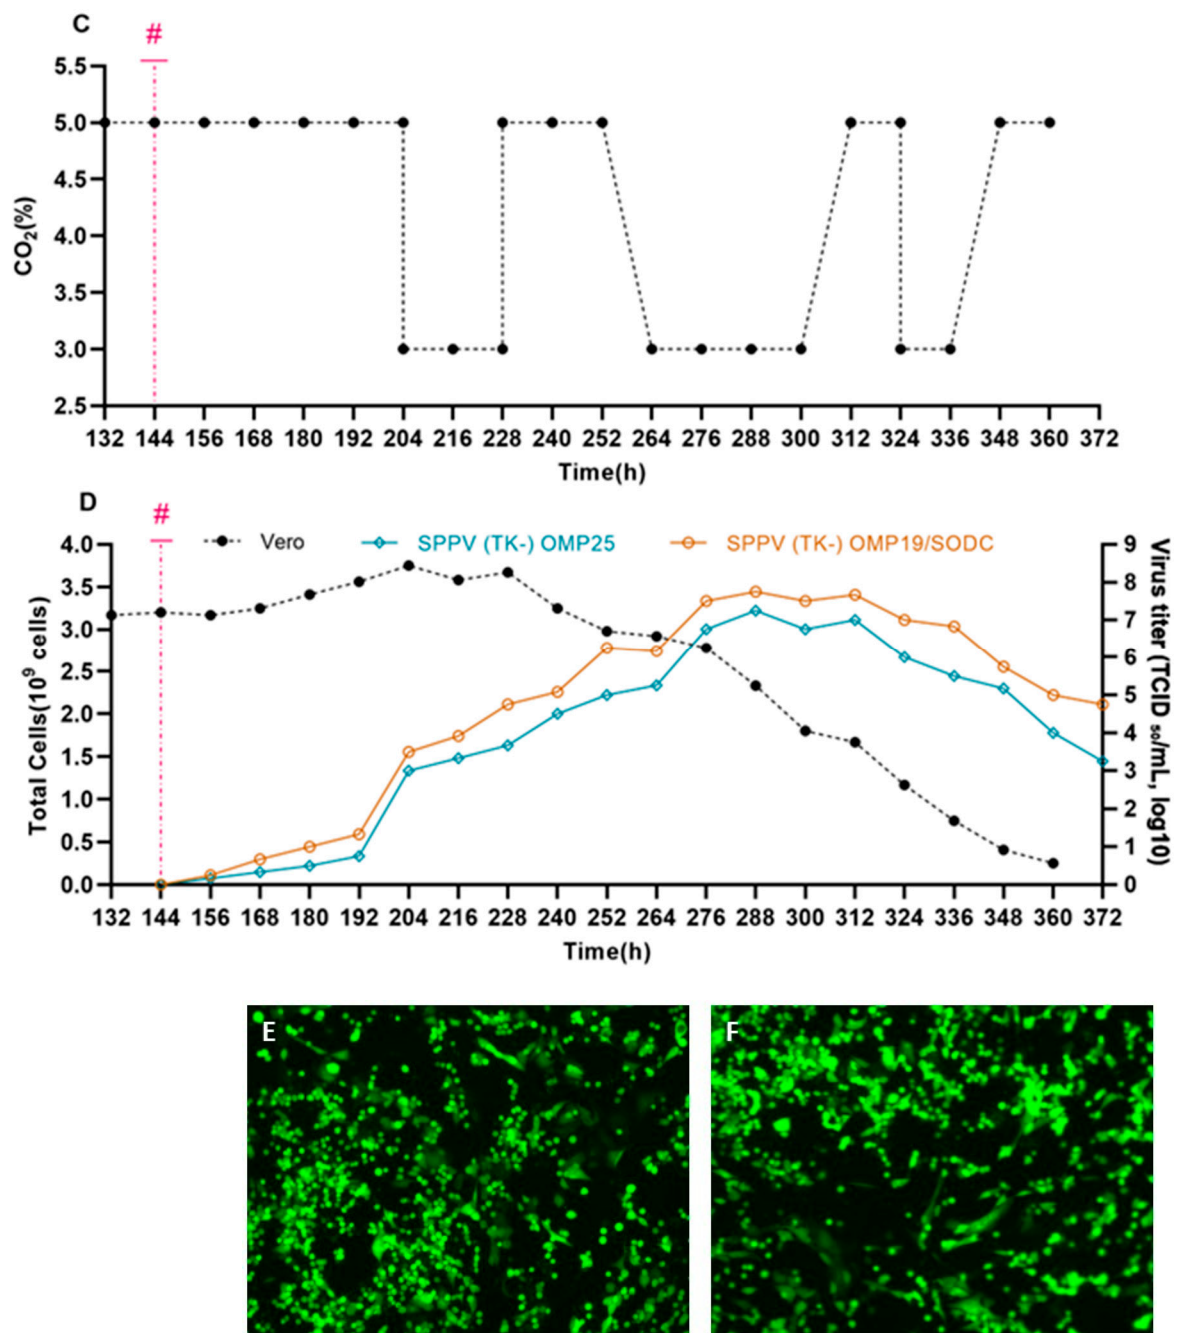 C
#
5.5
5.0
4.5
4.0
3.5
3.0
2.5
CO2(%)
132 144 156 168 180 192 204 216 228 240 252 264 276 288 300 312 324 336 348 360 372
Time(h)
D
#
Vero
SPPV (TK-) OMP25
SPPV (TK-) OMP19/SODC
4.0
3.5
3.0
2.5
2.0
1.5
1.0
0.5
0.0
Total Cells(10⁹ cells)
9
8
7
6
5
4
3
2
1
0
Virus titer (TCID 50/mL, log10)
132 144 156 168 180 192 204 216 228 240 252 264 276 288 300 312 324 336 348 360 372
Time(h)
E
F